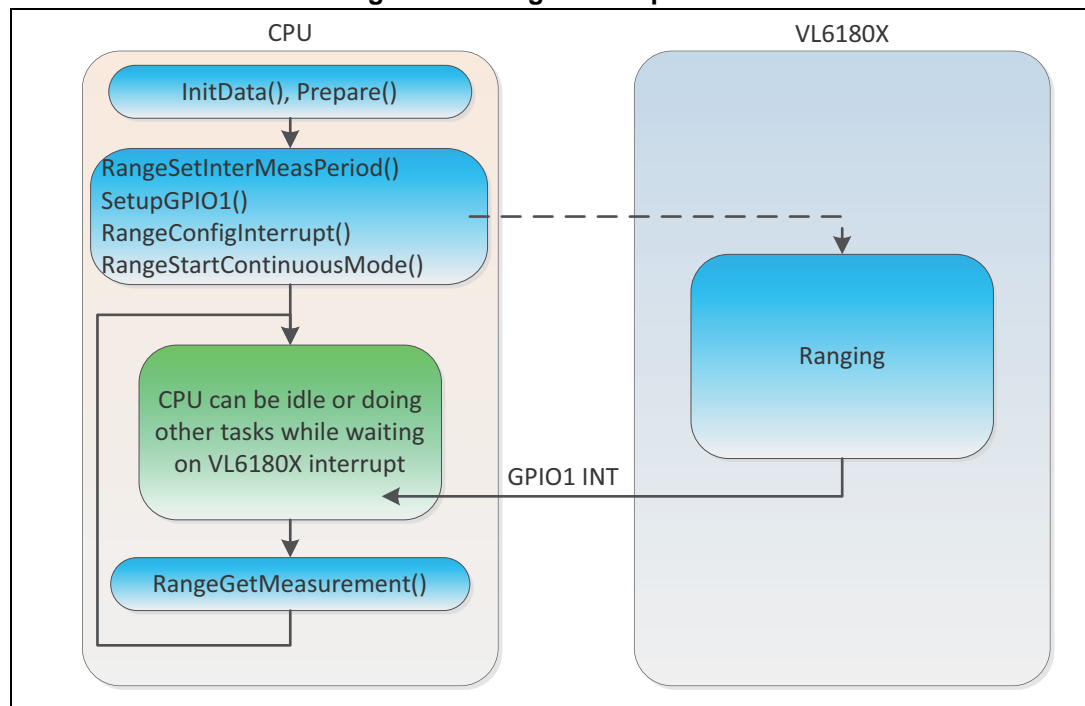 CPU
VL6180X
InitData(), Prepare()
RangeSetInterMeasPeriod()
SetupGPIO1()
RangeConfigInterrupt()
RangeStartContinuousMode()
Ranging
CPU can be idle or doing
other tasks while waiting
on VL6180X interrupt
GPIO1 INT
RangeGetMeasurement()